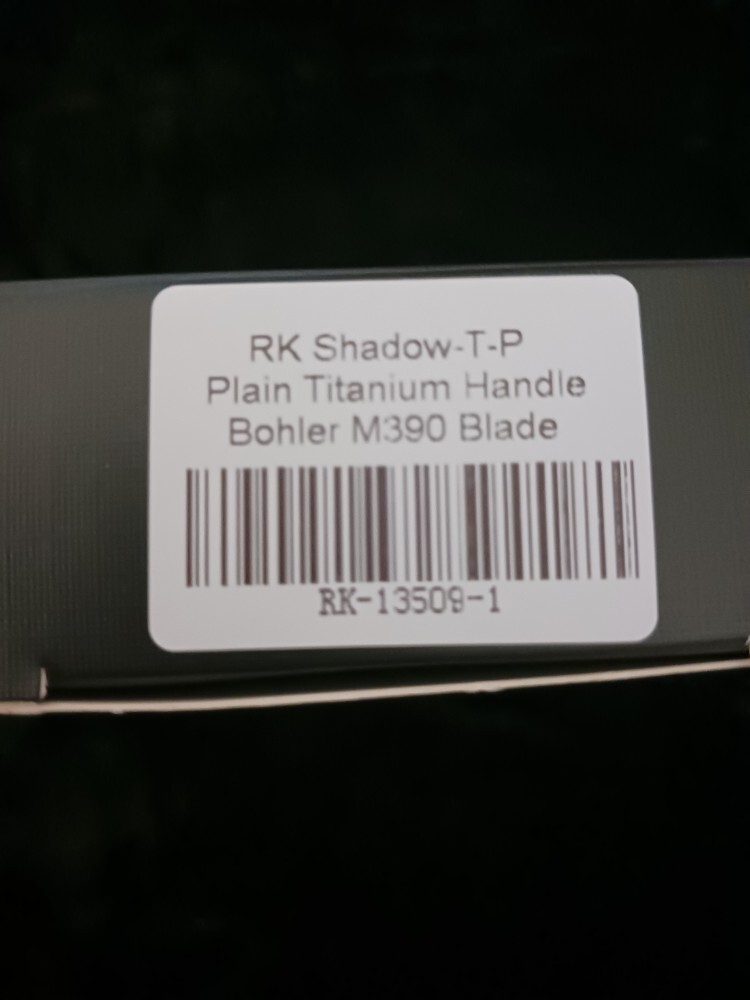 RK Shadow-T-P
Plain Titanium Handle
Bohler M390 Blade
RK-13509-1